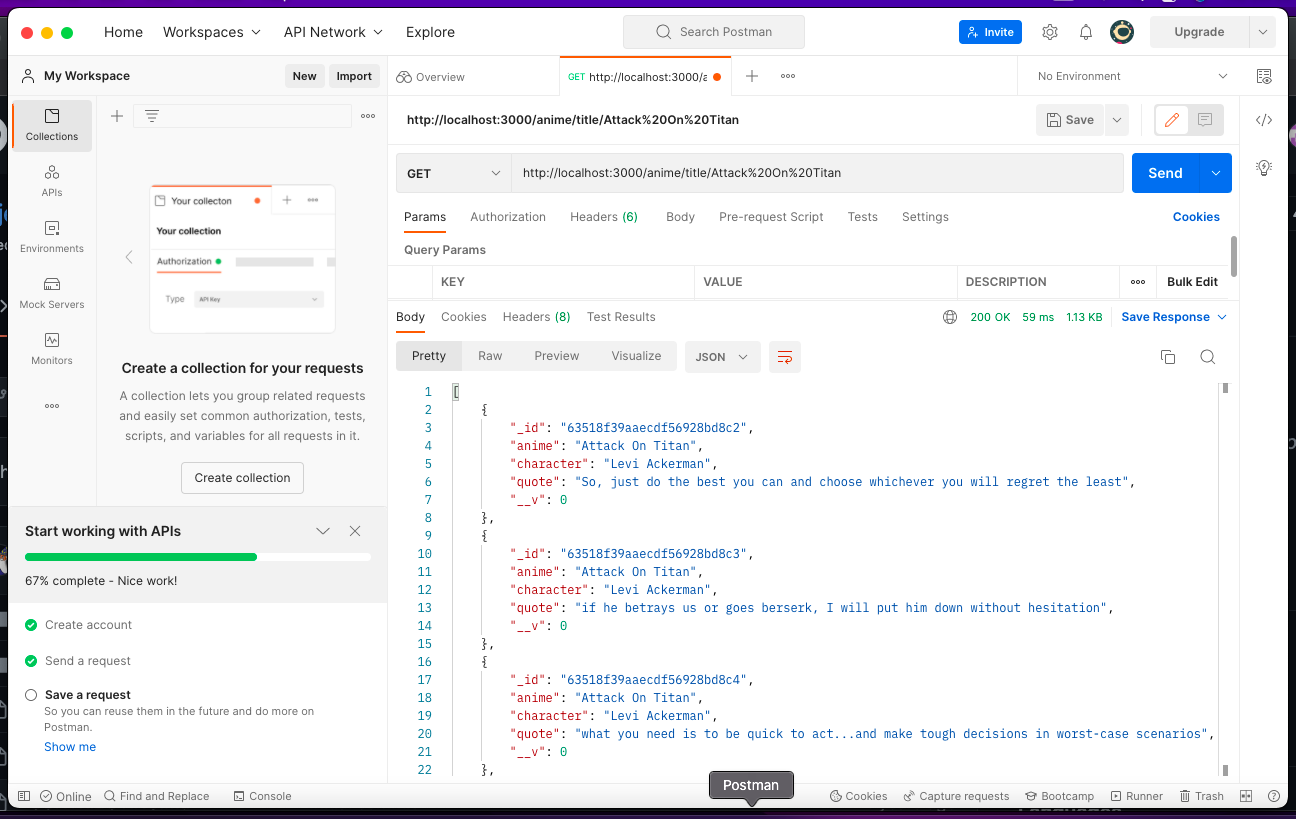 Home Workspaces API Network Explore Search Postman Invite Upgrade
My Workspace New Import
Overview GET http://localhost:3000/a No Environment
Collections
APIs
Environments
Mock Servers
Monitors
Your collecton
Your collection
Authorization
Type API Key
Create a collection for your requests
A collection lets you group related requests
and easily set common authorization, tests,
scripts, and variables for all requests in it.
Create collection
Start working with APIs
67% complete - Nice work!
Create account
Send a request
Save a request
So you can reuse them in the future and do more on
Postman.
Show me
http://localhost:3000/anime/title/Attack%20On%20Titan Save
GET http://localhost:3000/anime/title/Attack%20On%20Titan Send
Params Authorization Headers (6) Body Pre-request Script Tests Settings Cookies
Query Params
KEY VALUE DESCRIPTION Bulk Edit
Body Cookies Headers (8) Test Results 200 OK 59 ms 1.13 KB Save Response
Pretty Raw Preview Visualize JSON
1 [
2 {
3 "_id": "63518f39aaecdf56928bd8c2",
4 "anime": "Attack On Titan",
5 "character": "Levi Ackerman",
6 "quote": "So, just do the best you can and choose whichever you will regret the least",
7 "__v": 0
8 },
9 {
10 "_id": "63518f39aaecdf56928bd8c3",
11 "anime": "Attack On Titan",
12 "character": "Levi Ackerman",
13 "quote": "if he betrays us or goes berserk, I will put him down without hesitation",
14 "__v": 0
15 },
16 {
17 "_id": "63518f39aaecdf56928bd8c4",
18 "anime": "Attack On Titan",
19 "character": "Levi Ackerman",
20 "quote": "what you need is to be quick to act...and make tough decisions in worst-case scenarios",
21 "__v": 0
22 },
Postman
Online Find and Replace Console Cookies Capture requests Bootcamp Runner Trash